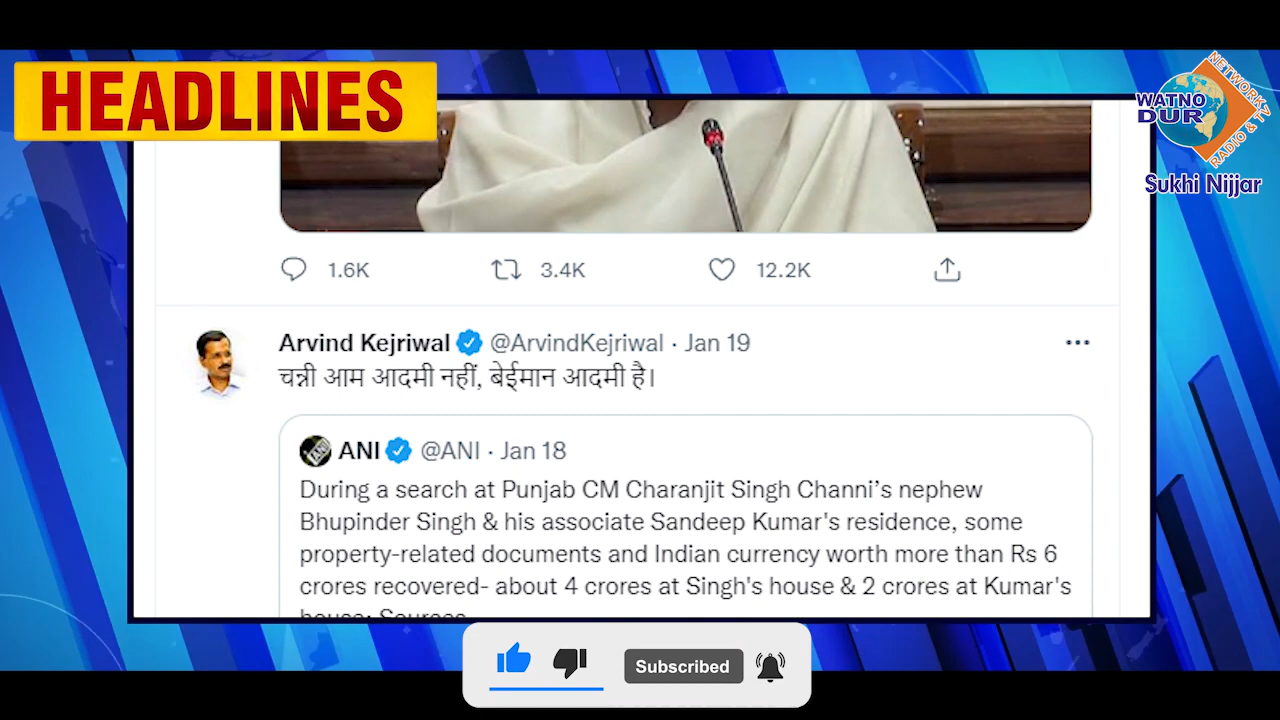 HEADLINES
WATNO
DUR
NETWORK
RADIO & TV
Sukhi Nijjar
1.6K 3.4K 12.2K
Arvind Kejriwal @ArvindKejriwal · Jan 19
चन्नी आम आदमी नहीं, बेईमान आदमी है।
ANI @ANI · Jan 18
During a search at Punjab CM Charanjit Singh Channi’s nephew
Bhupinder Singh & his associate Sandeep Kumar's residence, some
property-related documents and Indian currency worth more than Rs 6
crores recovered- about 4 crores at Singh's house & 2 crores at Kumar's
house: Sources
Subscribed